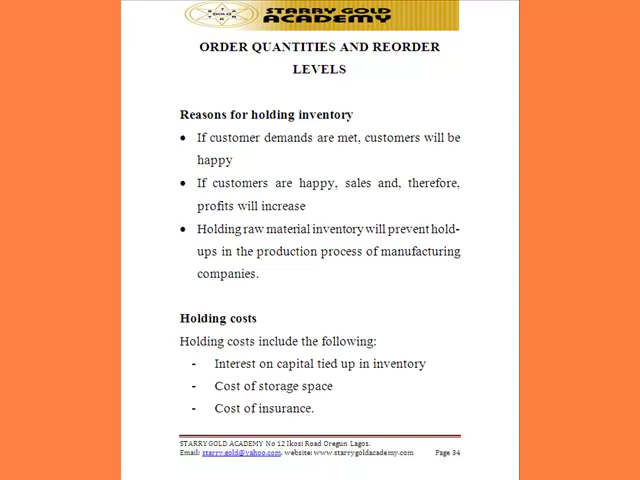 STARRY GOLD
ACADEMY
ORDER QUANTITIES AND REORDER
LEVELS
Reasons for holding inventory
• If customer demands are met, customers will be
happy
• If customers are happy, sales and, therefore,
profits will increase
• Holding raw material inventory will prevent hold-
ups in the production process of manufacturing
companies.
Holding costs
Holding costs include the following:
- Interest on capital tied up in inventory
- Cost of storage space
- Cost of insurance.
STARRY GOLD ACADEMY No 12 Ikosi Road Oregun Lagos.
Email: starry.gold@yahoo.com, website: www.starrygoldacademy.com Page 34